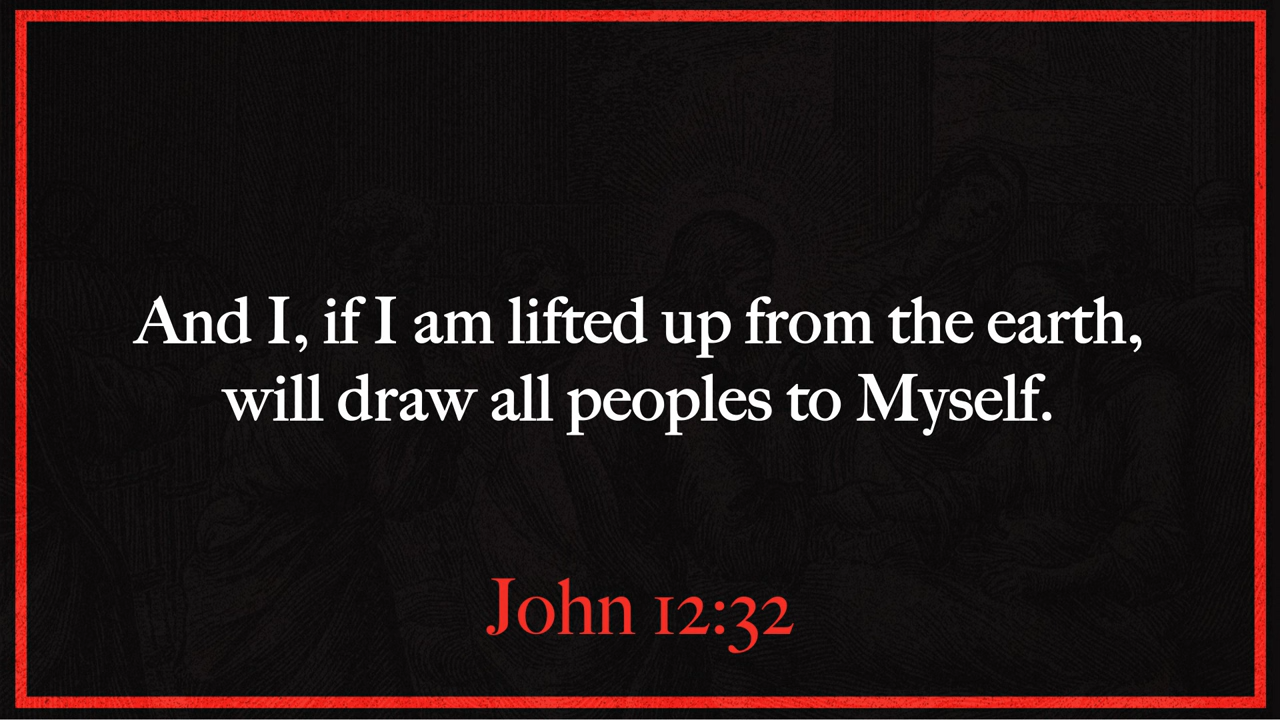 And I, if I am lifted up from the earth,
will draw all peoples to Myself.
John 12:32